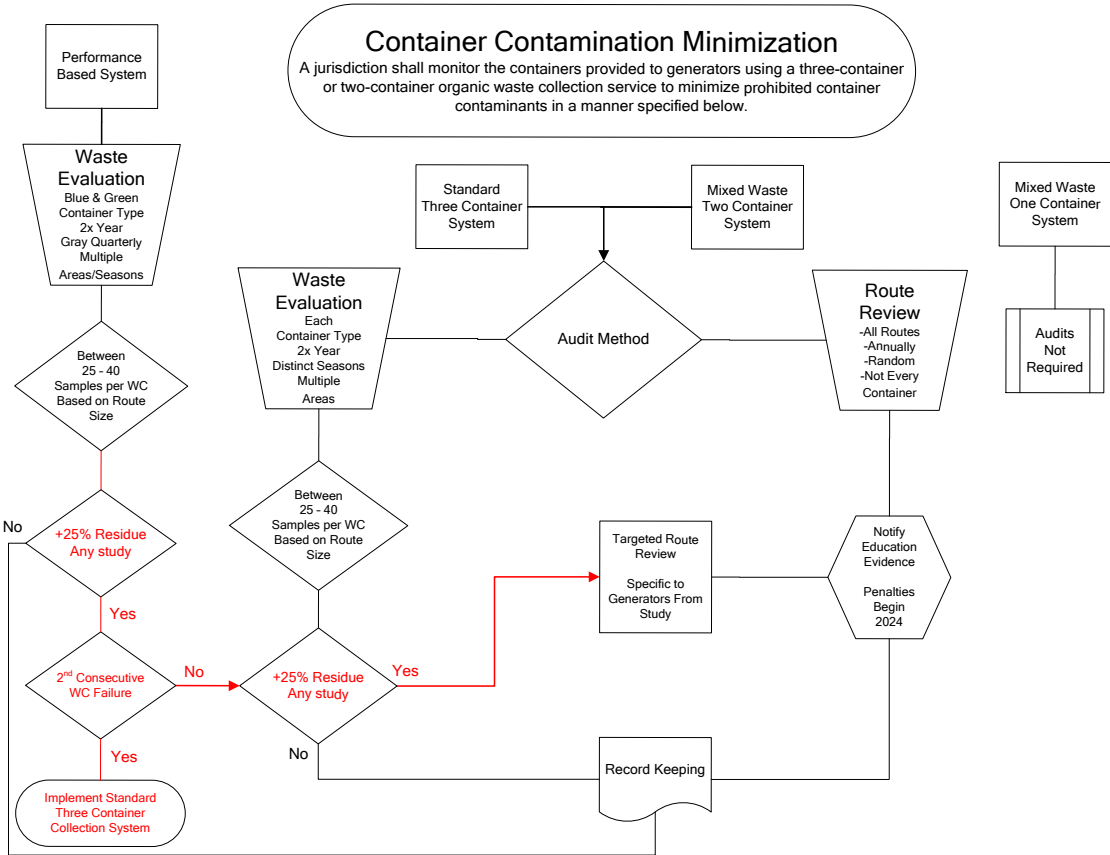 Container Contamination Minimization
A jurisdiction shall monitor the containers provided to generators using a three-container
or two-container organic waste collection service to minimize prohibited container
contaminants in a manner specified below.
Performance
Based System
Waste
Evaluation
Blue & Green
Container Type
2x Year
Gray Quarterly
Multiple
Areas/Seasons
Between
25 - 40
Samples per WC
Based on Route
Size
No
+25% Residue
Any study
Yes
2nd Consecutive
WC Failure
No
Yes
Implement Standard
Three Container
Collection System
Standard
Three Container
System
Mixed Waste
Two Container
System
Audit Method
Waste
Evaluation
Each
Container Type
2x Year
Distinct Seasons
Multiple
Areas
Between
25 - 40
Samples per WC
Based on Route
Size
+25% Residue
Any study
Yes
No
Targeted Route
Review
Specific to
Generators From
Study
Record Keeping
Route
Review
-All Routes
-Annually
-Random
-Not Every
Container
Notify
Education
Evidence
Penalties
Begin
2024
Mixed Waste
One Container
System
Audits
Not
Required